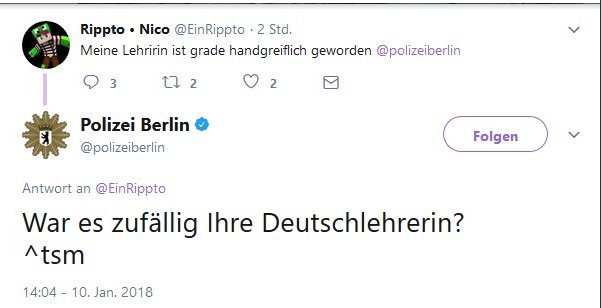 Rippto • Nico @EinRippto · 2 Std.
Meine Lehririn ist grade handgreiflich geworden @polizeiberlin
3 2 2
Polizei Berlin
@polizeiberlin
Folgen
Antwort an @EinRippto
War es zufällig Ihre Deutschlehrerin?
^tsm
14:04 - 10. Jan. 2018